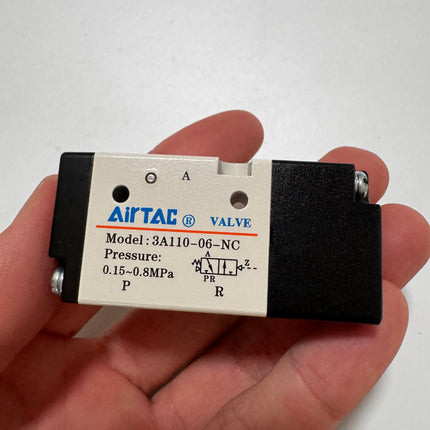 A
AirTAC ® VALVE
Model: 3A110-06-NC
Pressure:
0.15~0.8MPa
A
Z
PR
P R